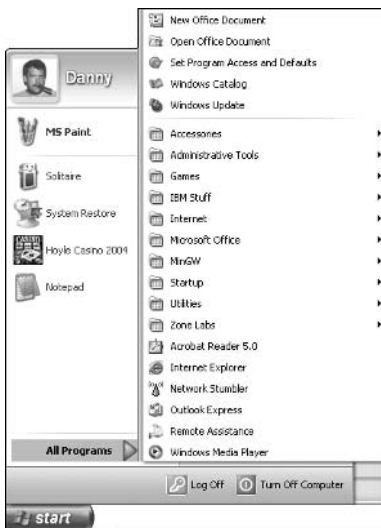 Danny
MS Paint
Solitaire
System Restore
CASINO
Hoyle Casino 2004
Notepad
All Programs
New Office Document
Open Office Document
Set Program Access and Defaults
Windows Catalog
Windows Update
Accessories
Administrative Tools
Games
IBM Stuff
Internet
Microsoft Office
MinGW
Startup
Utilities
Zone Labs
Acrobat Reader 5.0
Internet Explorer
Network Stumbler
Outlook Express
Remote Assistance
Windows Media Player
Log Off
Turn Off Computer
start